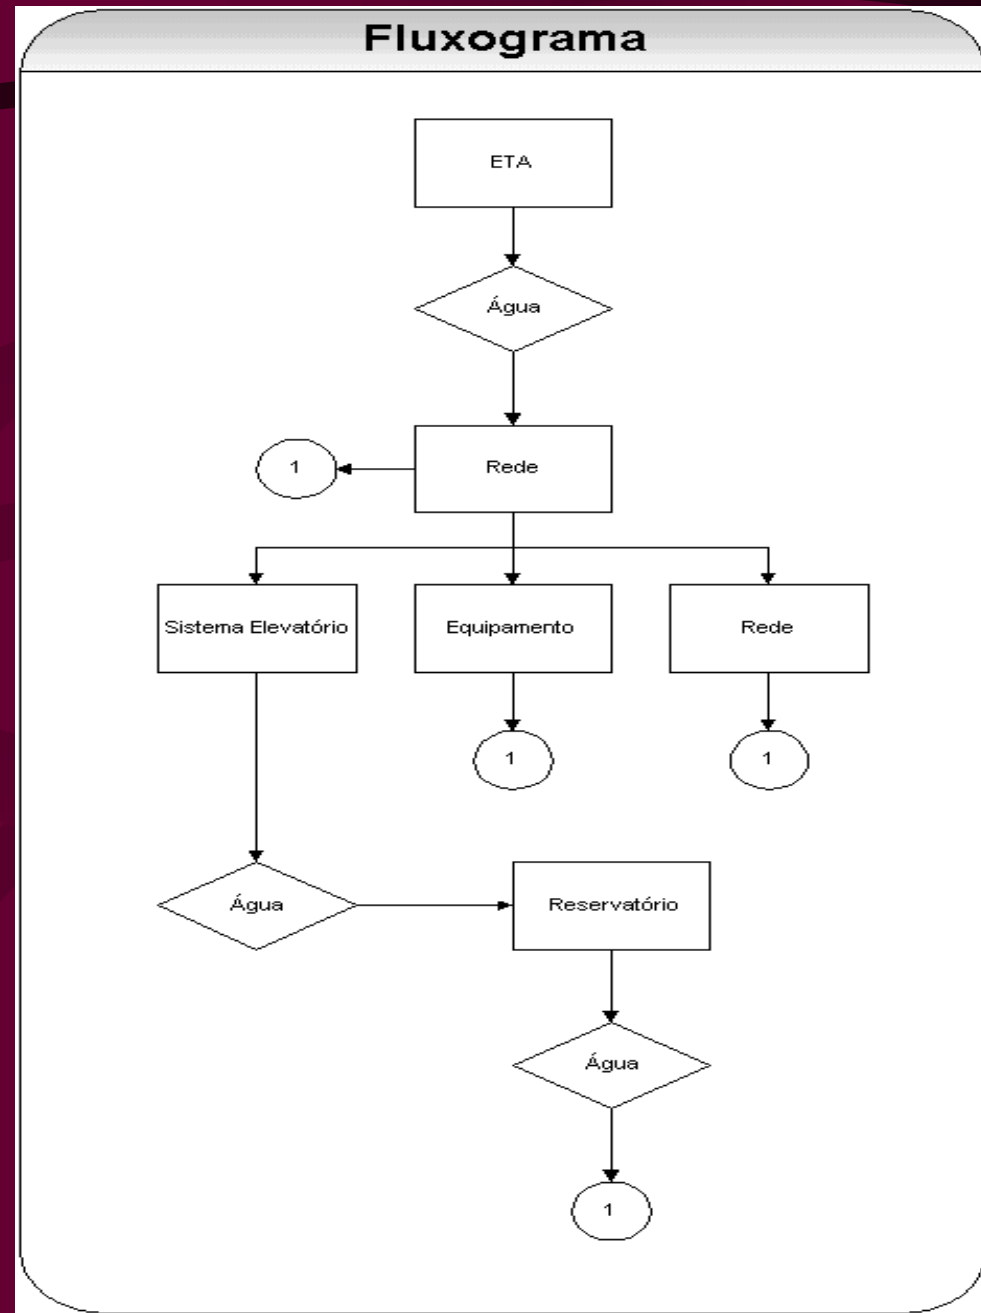 Fluxograma
ETA
Água
1
Rede
Sistema Elevatório
Equipamento
Rede
1
1
Água
Reservatório
Água
1